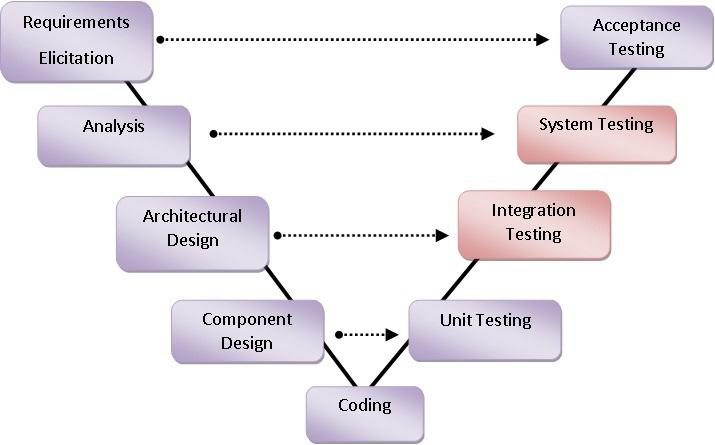 Requirements
Elicitation
Acceptance
Testing
Analysis
System Testing
Architectural
Design
Integration
Testing
Component
Design
Unit Testing
Coding